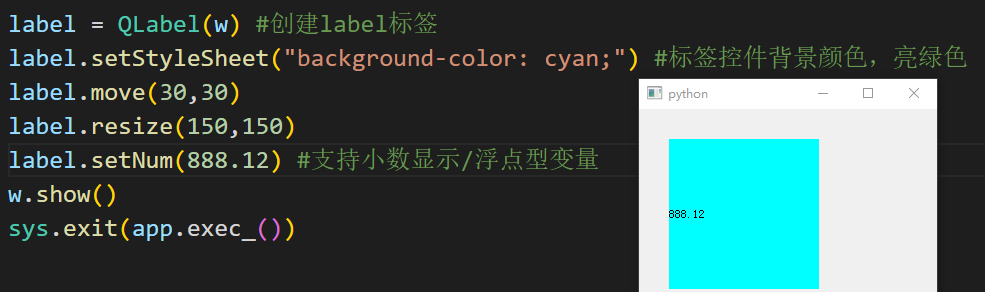 label = QLabel(w) #创建label标签
label.setStyleSheet("background-color: cyan;") #标签控件背景颜色，亮绿色
label.move(30,30)
label.resize(150,150)
label.setNum(888.12) #支持小数显示/浮点型变量
w.show()
sys.exit(app.exec_())
python
888.12